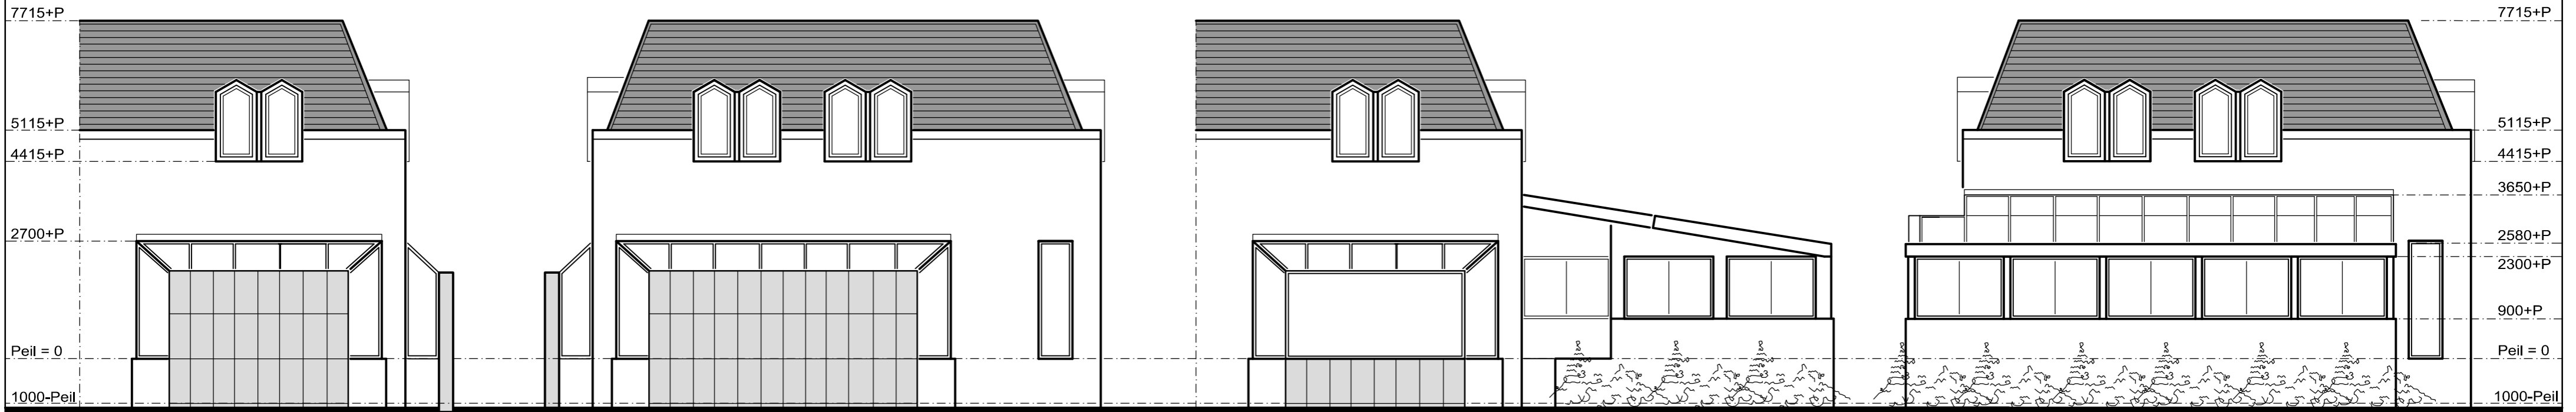 7715+P
5115+P
4415+P
2700+P
Peil = 0
1000-Peil
7715+P
5115+P
4415+P
3650+P
2580+P
2300+P
900+P
Peil = 0
1000-Peil